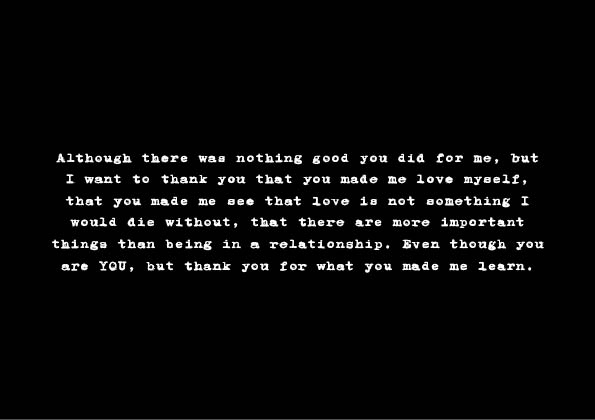 Although there was nothing good you did for me, but
I want to thank you that you made me love myself,
that you made me see that love is not something I
would die without, that there are more important
things than being in a relationship. Even though you
are YOU, but thank you for what you made me learn.